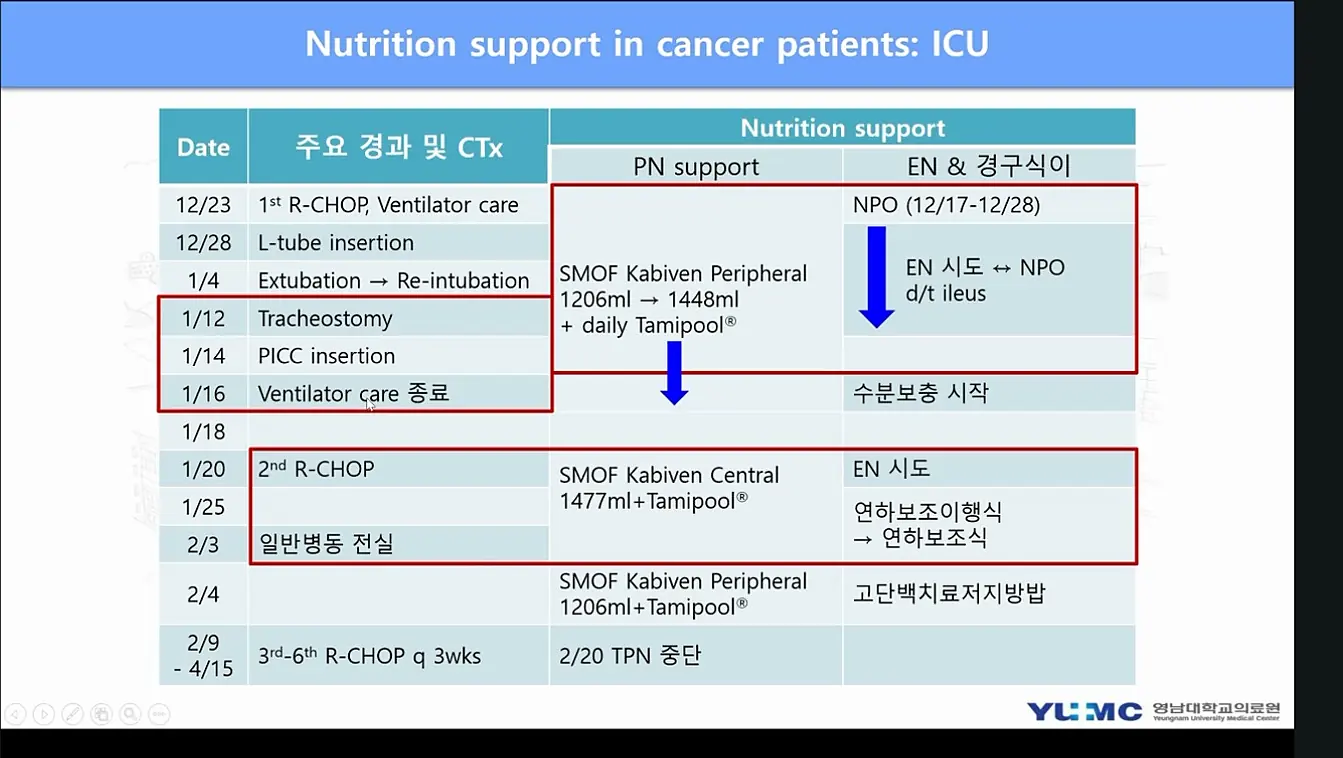 Nutrition support in cancer patients: ICU
Date
주요 경과 및 CTx
Nutrition support
PN support
EN & 경구식이
12/23
1st R-CHOP, Ventilator care
NPO (12/17-12/28)
12/28
L-tube insertion
1/4
Extubation → Re-intubation
SMOF Kabiven Peripheral
1206ml → 1448ml
+ daily Tamipool®
EN 시도 ↔ NPO
d/t ileus
1/12
Tracheostomy
1/14
PICC insertion
1/16
Ventilator care 종료
수분보충 시작
1/18
1/20
2nd R-CHOP
SMOF Kabiven Central
1477ml+Tamipool®
EN 시도
1/25
연하보조이행식
→ 연하보조식
2/3
일반병동 전실
2/4
SMOF Kabiven Peripheral
1206ml+Tamipool®
고단백치료저지방밥
2/9
- 4/15
3rd-6th R-CHOP q 3wks
2/20 TPN 중단
YUMC 영남대학교의료원
Yeungnam University Medical Center